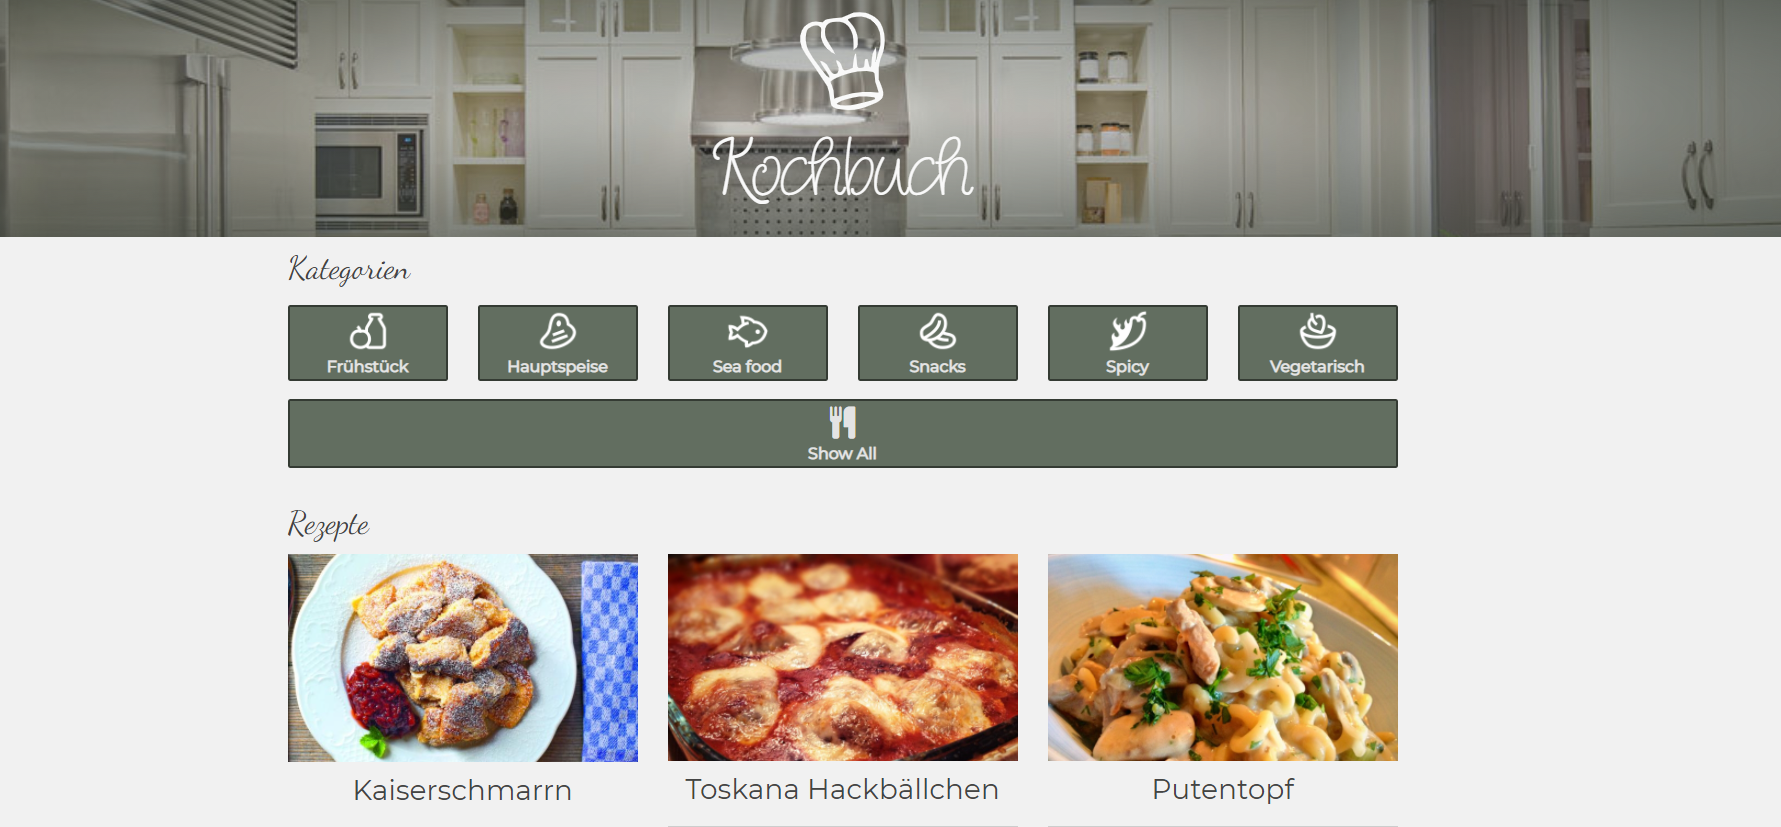 Kochbuch
Kategorien
Frühstück
Hauptspeise
Sea food
Snacks
Spicy
Vegetarisch
Show All
Rezepte
Kaiserschmarrn
Toskana Hackbällchen
Putentopf